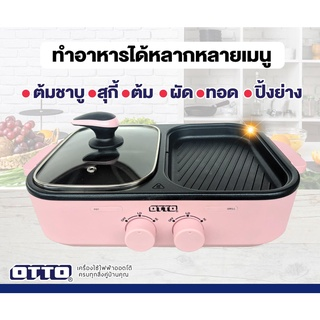 ทำอาหารได้หลากหลายเมนู
• ต้มชาบู • สุกี้ • ต้ม • ผัด • ทอด • ปิ้งย่าง
OTTO
OTTO®
เครื่องใช้ไฟฟ้าออตโต้
ครบทุกสิ่งคู่บ้านคุณ